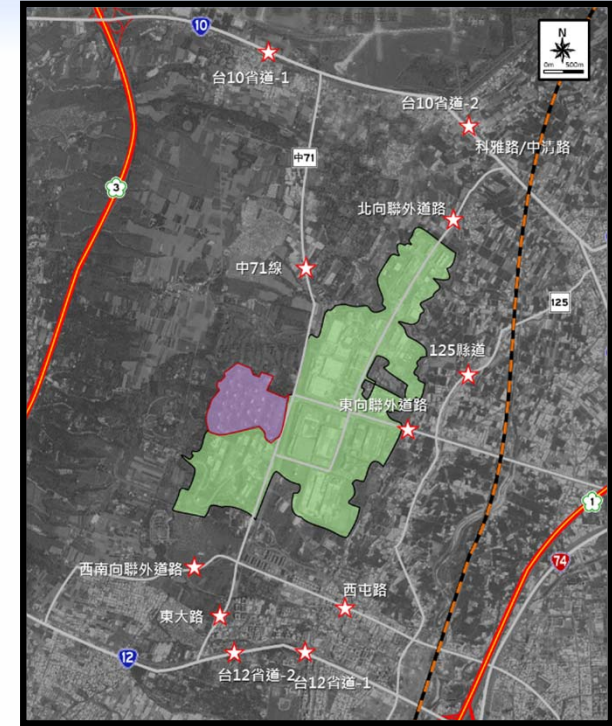 10
N
0m 500m
台10省道-1
台10省道-2
科雅路/中清路
中71
3
北向聯外道路
中71線
125
125縣道
東向聯外道路
1
74
西南向聯外道路
西屯路
東大路
12
台12省道-2
台12省道-1